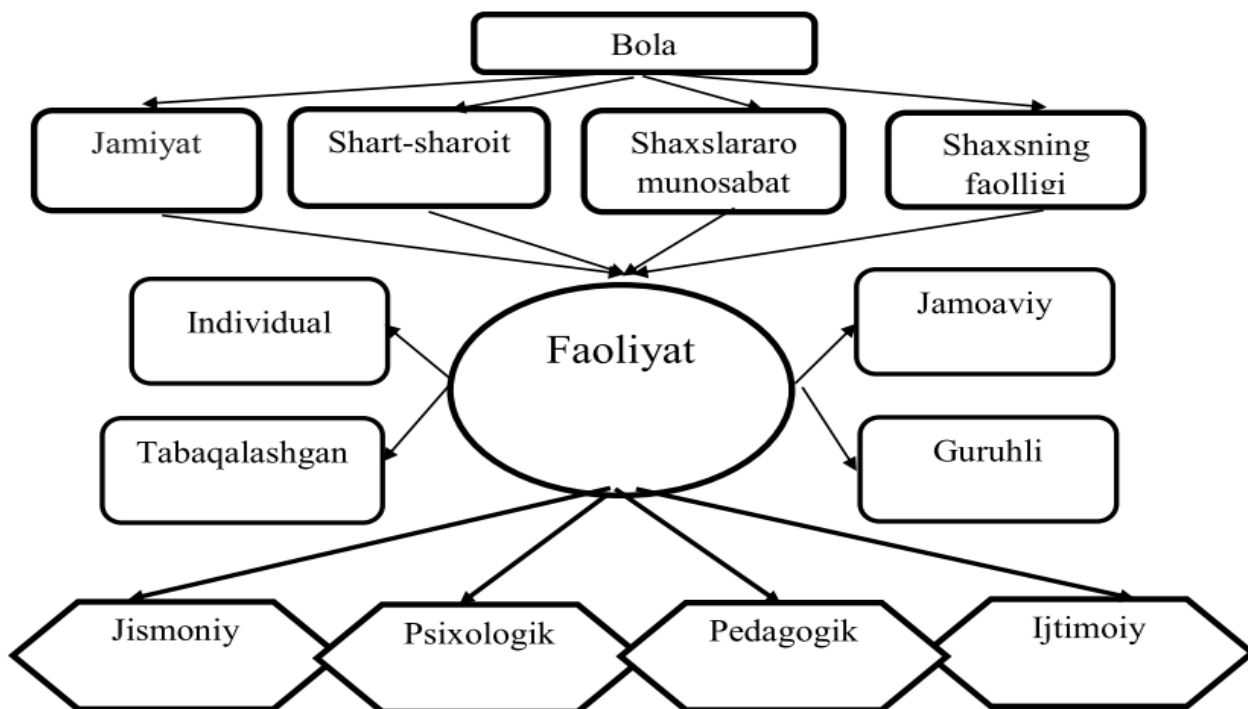 Bola
Jamiyat
Shart-sharoit
Shaxslararo
munosabat
Shaxsning
faolligi
Individual
Faoliyat
Jamoaviy
Tabaqalashgan
Guruhli
Jismoniy
Psixologik
Pedagogik
Ijtimoiy